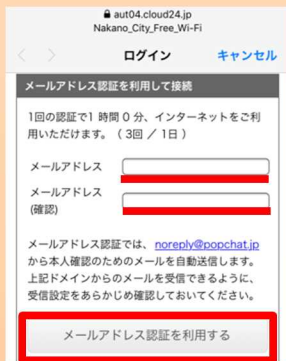 aut04.cloud24.jp
Nakano_City_Free_Wi-Fi
ログイン キャンセル
メールアドレス認証を利用して接続
1回の認証で1 時間 0 分、インターネットをご利
用いただけます。（ 3回 ／ 1日 ）
メールアドレス
メールアドレス
(確認)
メールアドレス認証では、 noreply@popchat.jp
から本人確認のためのメールを自動送信します。
上記ドメインからのメールを受信できるように、
受信設定をあらかじめ確認しておいてください。
メールアドレス認証を利用する